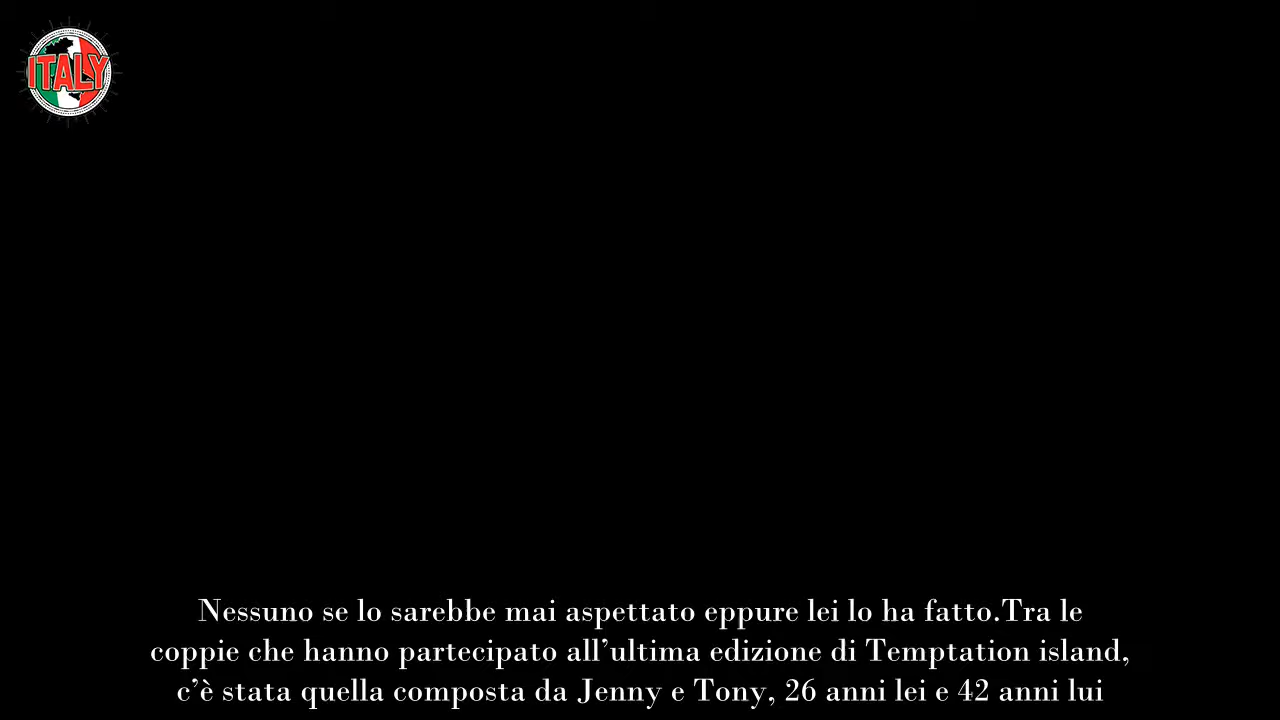 ITALY
Nessuno se lo sarebbe mai aspettato eppure lei lo ha fatto.Tra le
coppie che hanno partecipato all’ultima edizione di Temptation island,
c’è stata quella composta da Jenny e Tony, 26 anni lei e 42 anni lui